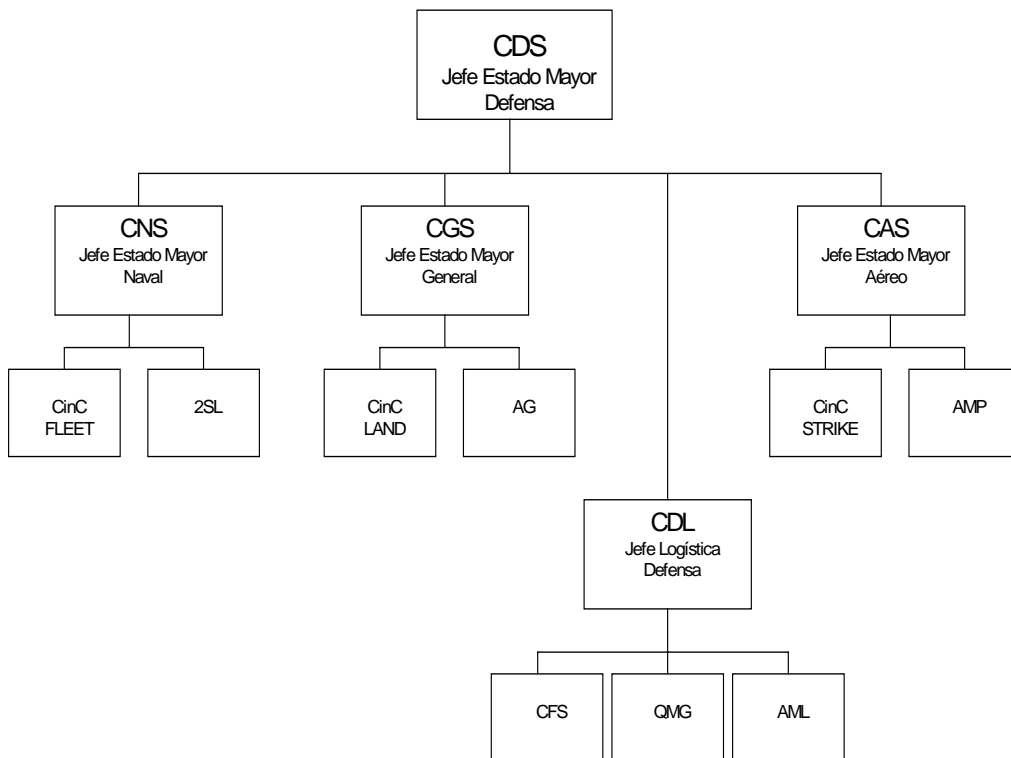 CDS
Jefe Estado Mayor
Defensa
CNS
Jefe Estado Mayor
Naval
CGS
Jefe Estado Mayor
General
CAS
Jefe Estado Mayor
Aéreo
CinC
FLEET
2SL
CinC
LAND
AG
CinC
STRIKE
AMP
CDL
Jefe Logística
Defensa
CFS
QMG
AML